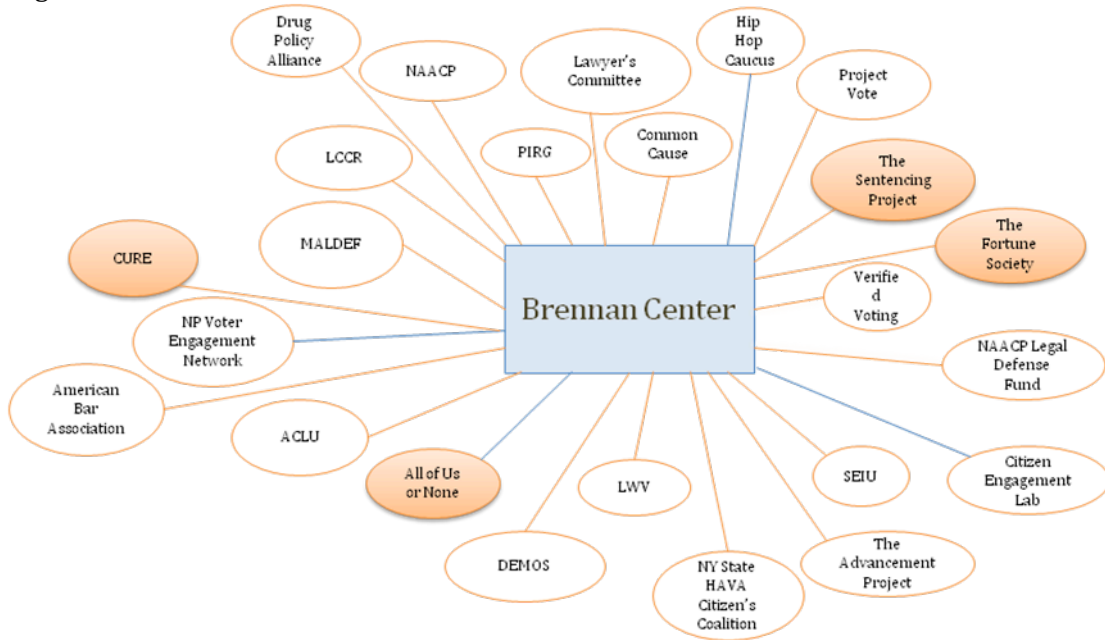 Drug
Policy
Alliance
NAACP
Lawyer's
Committee
Hip
Hop
Caucus
Project
Vote
LCCR
PIRG
Common
Cause
The
Sentencing
Project
MALDEF
The
Fortune
Society
CURE
Brennan Center
Verifie
d
Voting
NP Voter
Engagement
Network
NAACP Legal
Defense
Fund
American
Bar
Association
ACLU
All of Us
or None
LWV
SEIU
Citizen
Engagement
Lab
DEMOS
NY State
HAVA
Citizen's
Coalition
The
Advancement
Project